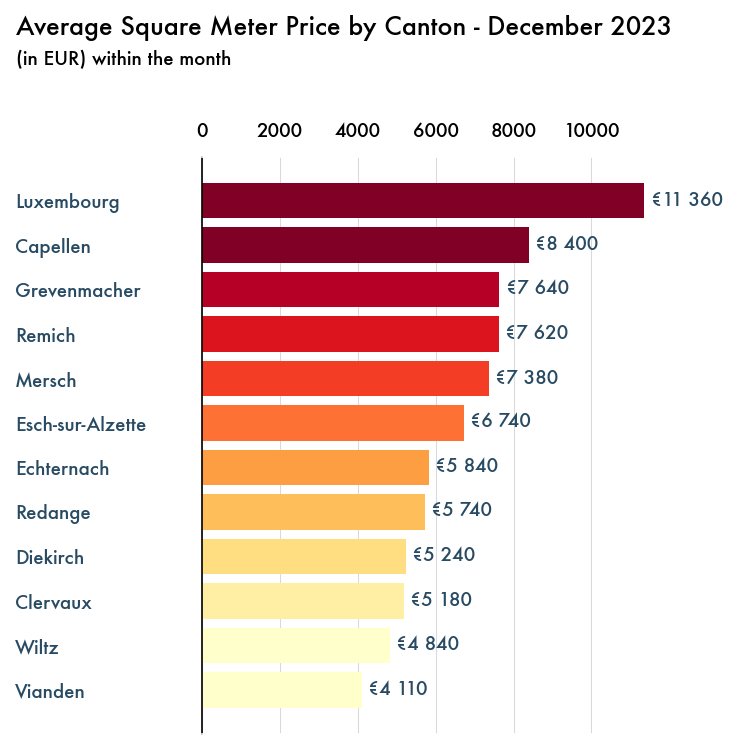 Average Square Meter Price by Canton - December 2023
(in EUR) within the month
0 2000 4000 6000 8000 10000
Luxembourg €11 360
Capellen €8 400
Grevenmacher €7 640
Remich €7 620
Mersch €7 380
Esch-sur-Alzette €6 740
Echternach €5 840
Redange €5 740
Diekirch €5 240
Clervaux €5 180
Wiltz €4 840
Vianden €4 110